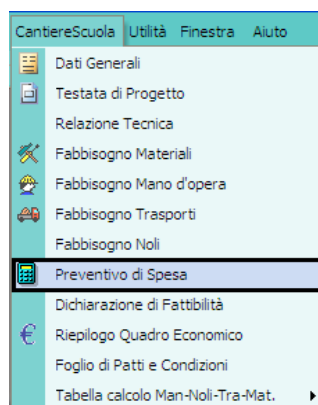 CantiereScuola Utilità Finestra Aiuto
Dati Generali
Testata di Progetto
Relazione Tecnica
Fabbisogno Materiali
Fabbisogno Mano d'opera
Fabbisogno Trasporti
Fabbisogno Noli
Preventivo di Spesa
Dichiarazione di Fattibilità
Riepilogo Quadro Economico
Foglio di Patti e Condizioni
Tabella calcolo Man-Noli-Tra-Mat.